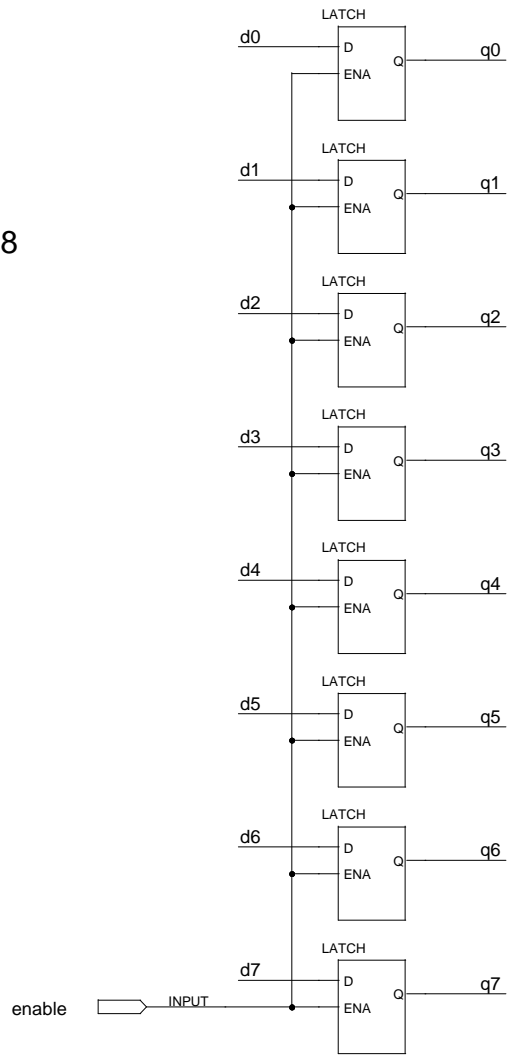 LATCH
d0
D
Q
q0
ENA
LATCH
d1
D
Q
q1
ENA
8
LATCH
d2
D
Q
q2
ENA
LATCH
d3
D
Q
q3
ENA
LATCH
d4
D
Q
q4
ENA
LATCH
d5
D
Q
q5
ENA
LATCH
d6
D
Q
q6
ENA
LATCH
d7
D
Q
q7
enable INPUT ENA